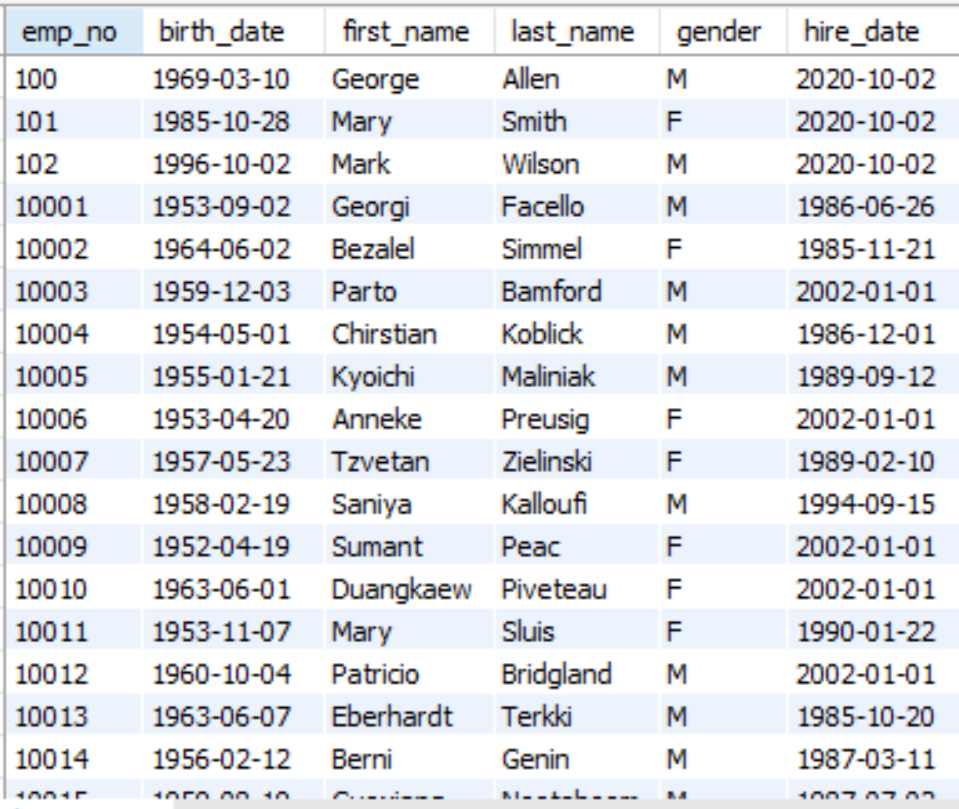 emp_no birth_date first_name last_name gender hire_date
100 1969-03-10 George Allen M 2020-10-02
101 1985-10-28 Mary Smith F 2020-10-02
102 1996-10-02 Mark Wilson M 2020-10-02
10001 1953-09-02 Georgi Facello M 1986-06-26
10002 1964-06-02 Bezalel Simmel F 1985-11-21
10003 1959-12-03 Parto Bamford M 2002-01-01
10004 1954-05-01 Chirstian Koblick M 1986-12-01
10005 1955-01-21 Kyoichi Maliniak M 1989-09-12
10006 1953-04-20 Anneke Preusig F 2002-01-01
10007 1957-05-23 Tzvetan Zielinski F 1989-02-10
10008 1958-02-19 Saniya Kalloufi M 1994-09-15
10009 1952-04-19 Sumant Peac F 2002-01-01
10010 1963-06-01 Duangkaew Piveteau F 2002-01-01
10011 1953-11-07 Mary Sluis F 1990-01-22
10012 1960-10-04 Patricio Bridgland M 2002-01-01
10013 1963-06-07 Eberhardt Terkki M 1985-10-20
10014 1956-02-12 Berni Genin M 1987-03-11